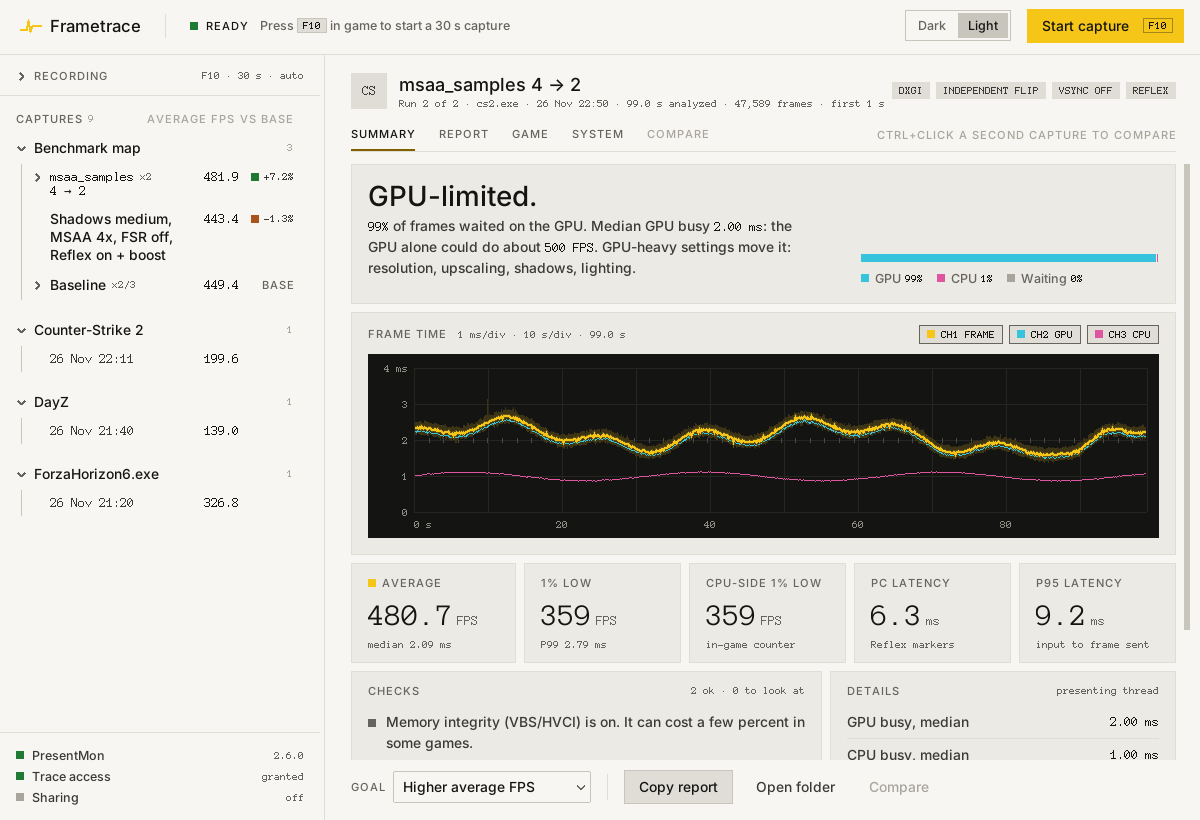 Frametrace
READY Press F10 in game to start a 30 s capture
Dark Light
Start capture F10
RECORDING F10 · 30 s · auto
CAPTURES 9 AVERAGE FPS VS BASE
Benchmark map 3
msaa_samples ×2 481.9 +7.2%
4 → 2
Shadows medium, 443.4 −1.3%
MSAA 4x, FSR off,
Reflex on + boost
Baseline ×2/3 449.4 BASE
Counter-Strike 2 1
26 Nov 22:11 199.6
DayZ 1
26 Nov 21:40 139.0
ForzaHorizon6.exe 1
26 Nov 21:20 326.8
PresentMon 2.6.0
Trace access granted
Sharing off
CS
msaa_samples 4 → 2
Run 2 of 2 · cs2.exe · 26 Nov 22:50 · 99.0 s analyzed · 47,589 frames · first 1 s
DXGI INDEPENDENT FLIP VSYNC OFF REFLEX
SUMMARY REPORT GAME SYSTEM COMPARE
CTRL+CLICK A SECOND CAPTURE TO COMPARE
GPU-limited.
99% of frames waited on the GPU. Median GPU busy 2.00 ms: the
GPU alone could do about 500 FPS. GPU-heavy settings move it:
resolution, upscaling, shadows, lighting.
GPU 99% CPU 1% Waiting 0%
FRAME TIME 1 ms/div · 10 s/div · 99.0 s
CH1 FRAME CH2 GPU CH3 CPU
4 ms
3
2
1
0
0 s 20 40 60 80
AVERAGE
480.7 FPS
median 2.09 ms
1% LOW
359 FPS
P99 2.79 ms
CPU-SIDE 1% LOW
359 FPS
in-game counter
PC LATENCY
6.3 ms
Reflex markers
P95 LATENCY
9.2 ms
input to frame sent
CHECKS 2 ok · 0 to look at
Memory integrity (VBS/HVCI) is on. It can cost a few percent in
some games.
DETAILS presenting thread
GPU busy, median 2.00 ms
CPU busy, median 1.00 ms
GOAL Higher average FPS
Copy report Open folder Compare